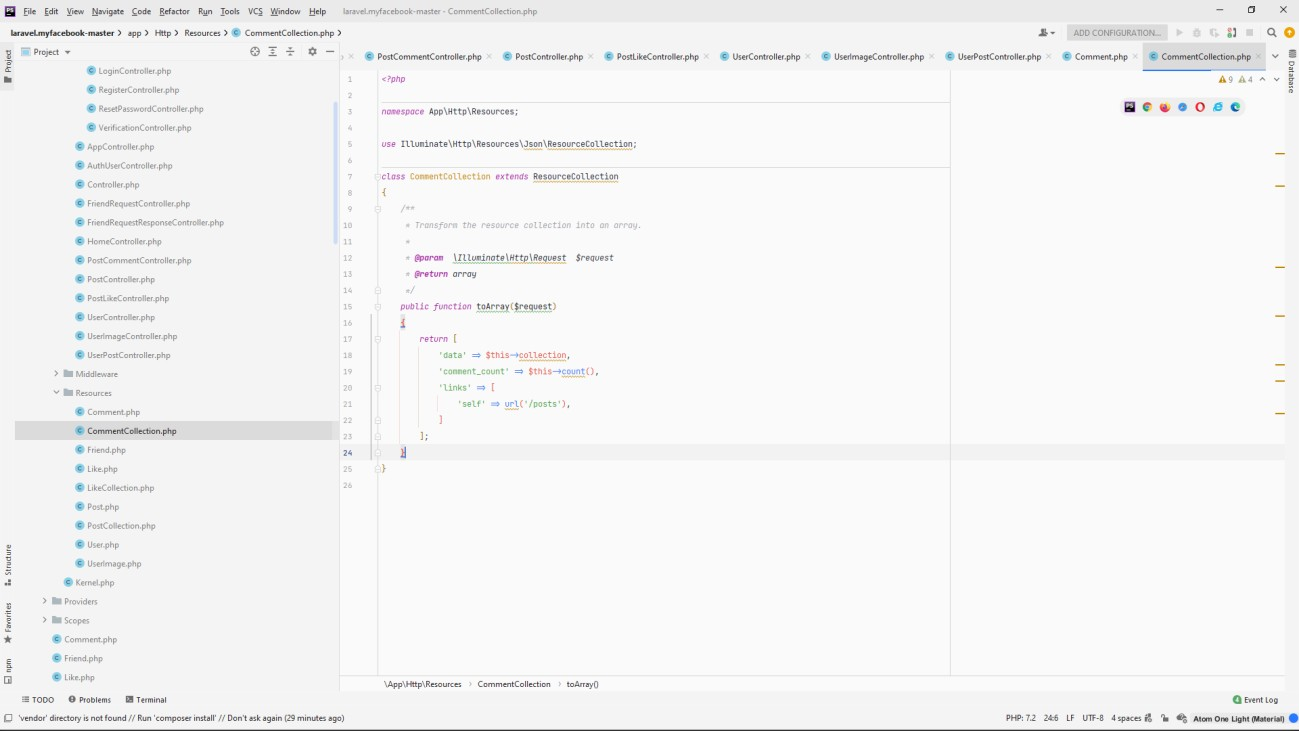 File Edit View Navigate Code Refactor Run Tools VCS Window Help laravel.myfacebook-master - CommentCollection.php
laravel.myfacebook-master > app > Http > Resources > CommentCollection.php > ADD CONFIGURATION...
Project
PostCommentController.php PostController.php PostLikeController.php UserController.php UserImageController.php UserPostController.php Comment.php CommentCollection.php
Project
Database
Structure
Favorites
npm
LoginController.php
RegisterController.php
ResetPasswordController.php
VerificationController.php
AppController.php
AuthUserController.php
Controller.php
FriendRequestController.php
FriendRequestResponseController.php
HomeController.php
PostCommentController.php
PostController.php
PostLikeController.php
UserController.php
UserImageController.php
UserPostController.php
Middleware
Resources
Comment.php
CommentCollection.php
Friend.php
Like.php
LikeCollection.php
Post.php
PostCollection.php
User.php
UserImage.php
Kernel.php
Providers
Scopes
Comment.php
Friend.php
Like.php
9 4
1 <?php
2
3 namespace App\Http\Resources;
4
5 use Illuminate\Http\Resources\Json\ResourceCollection;
6
7 class CommentCollection extends ResourceCollection
8 {
9 /**
10 * Transform the resource collection into an array.
11 *
12 * @param \Illuminate\Http\Request $request
13 * @return array
14 */
15 public function toArray($request)
16 {
17 return [
18 'data' => $this->collection,
19 'comment_count' => $this->count(),
20 'links' => [
21 'self' => url('/posts'),
22 ]
23 ];
24 }
25 }
26
\App\Http\Resources > CommentCollection > toArray()
TODO Problems Terminal 4 Event Log
'vendor' directory is not found // Run 'composer install' // Don't ask again (29 minutes ago) PHP: 7.2 24:6 LF UTF-8 4 spaces Atom One Light (Material)